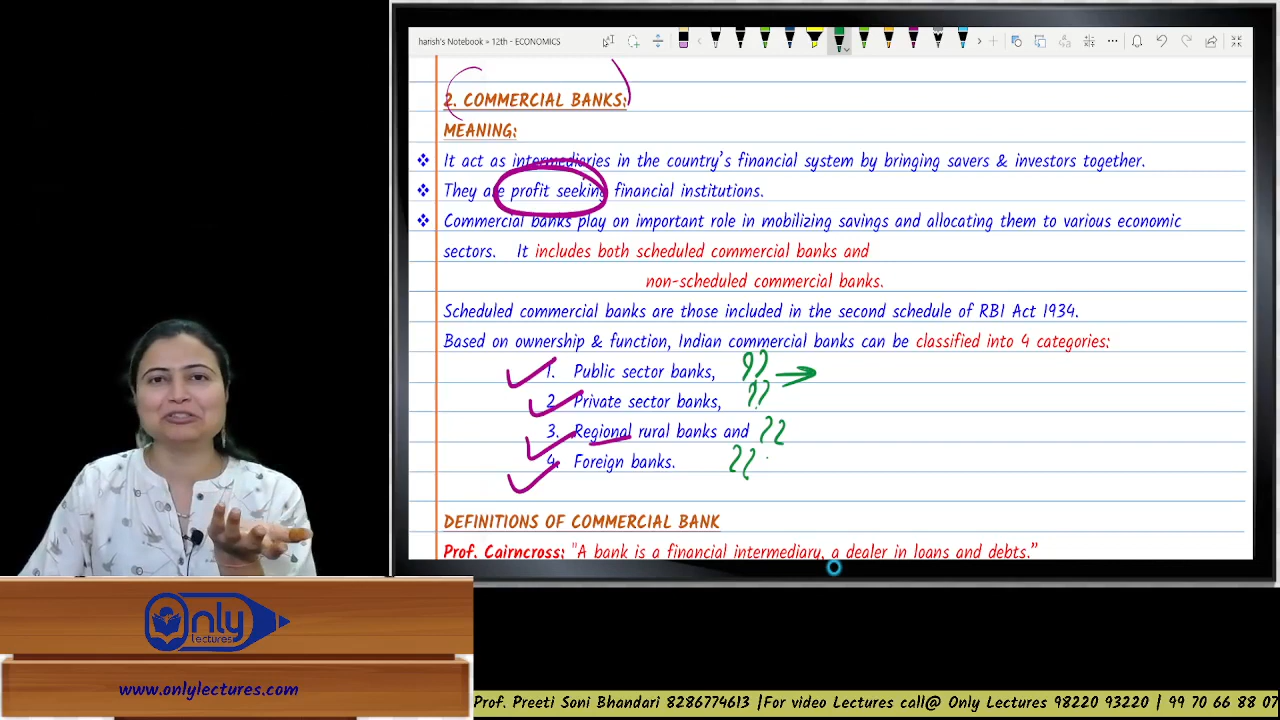 harish's Notebook » 12th - ECONOMICS
2. COMMERCIAL BANKS:
MEANING:
❖ It act as intermediaries in the country's financial system by bringing savers & investors together.
❖ They are profit seeking financial institutions.
❖ Commercial banks play on important role in mobilizing savings and allocating them to various economic
sectors. It includes both scheduled commercial banks and
non-scheduled commercial banks.
Scheduled commercial banks are those included in the second schedule of RBI Act 1934.
Based on ownership & function, Indian commercial banks can be classified into 4 categories:
1. Public sector banks,
2. Private sector banks,
3. Regional rural banks and
4. Foreign banks.
DEFINITIONS OF COMMERCIAL BANK
Prof. Cairncross: "A bank is a financial intermediary, a dealer in loans and debts."
Only
lectures
www.onlylectures.com
Prof. Preeti Soni Bhandari 8286774613 |For video Lectures call@ Only Lectures 98220 93220 | 99 70 66 88 07